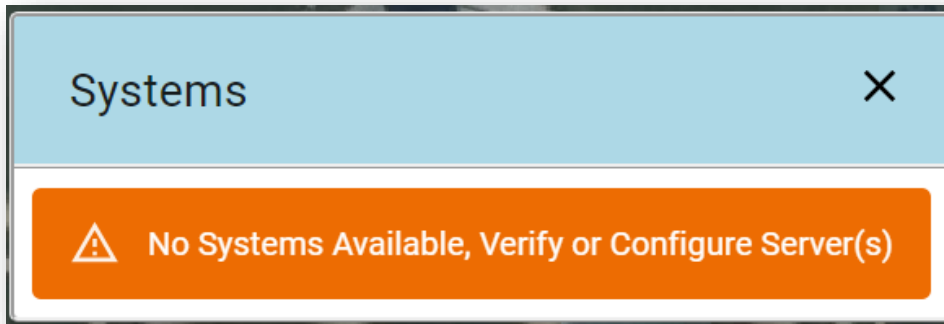 Systems
No Systems Available, Verify or Configure Server(s)